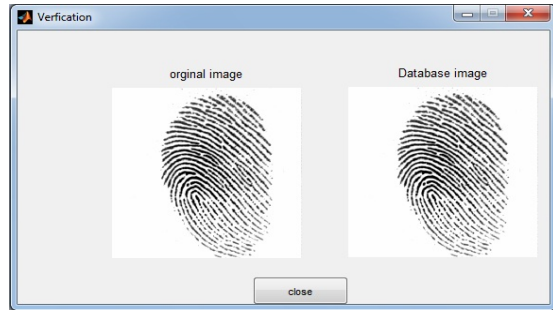 Verfication
orginal image
Database image
close